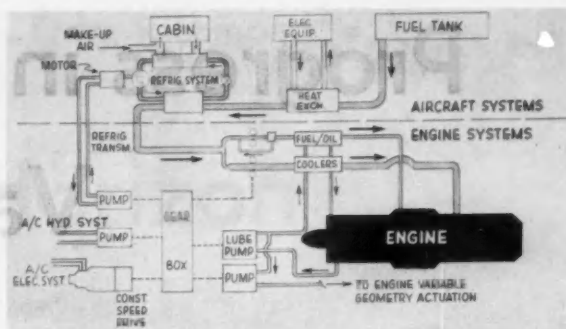 CABIN
ELEC
EQUIP
FUEL TANK
MAKE-UP
AIR
MOTOR
REFRIG SYSTEM
HEAT
EXCH
AIRCRAFT SYSTEMS
ENGINE SYSTEMS
REFRIG
TRANSM.
FUEL/OIL
COOLERS
PUMP
GEAR
BOX
A/C HYD SYST
PUMP
LUBE
PUMP
ENGINE
A/C
ELEC. SYST
CONST
SPEED
DRIVE
PUMP
TO ENGINE VARIABLE
GEOMETRY ACTUATION